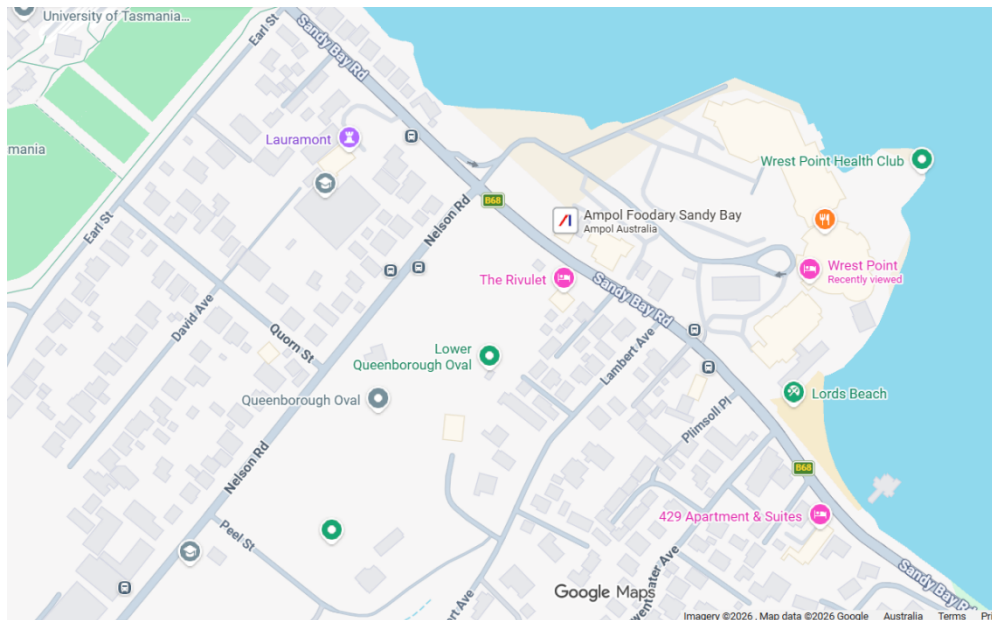 University of Tasmania...
Earl St
Sandy Bay Rd
Lauramont
mania
Wrest Point Health Club
Nelson Rd
B68
Ampol Foodary Sandy Bay
Ampol Australia
Earl St
Wrest Point
Recently viewed
The Rivulet
Sandy Bay Rd
David Ave
Quorn St
Lambert Ave
Lower
Queenborough Oval
Lords Beach
Queenborough Oval
Plimsoll Pl
Nelson Rd
B68
429 Apartment & Suites
Peel St
Sandy Bay Rd
Google Maps
Imagery ©2026 , Map data ©2026 Google Australia Terms